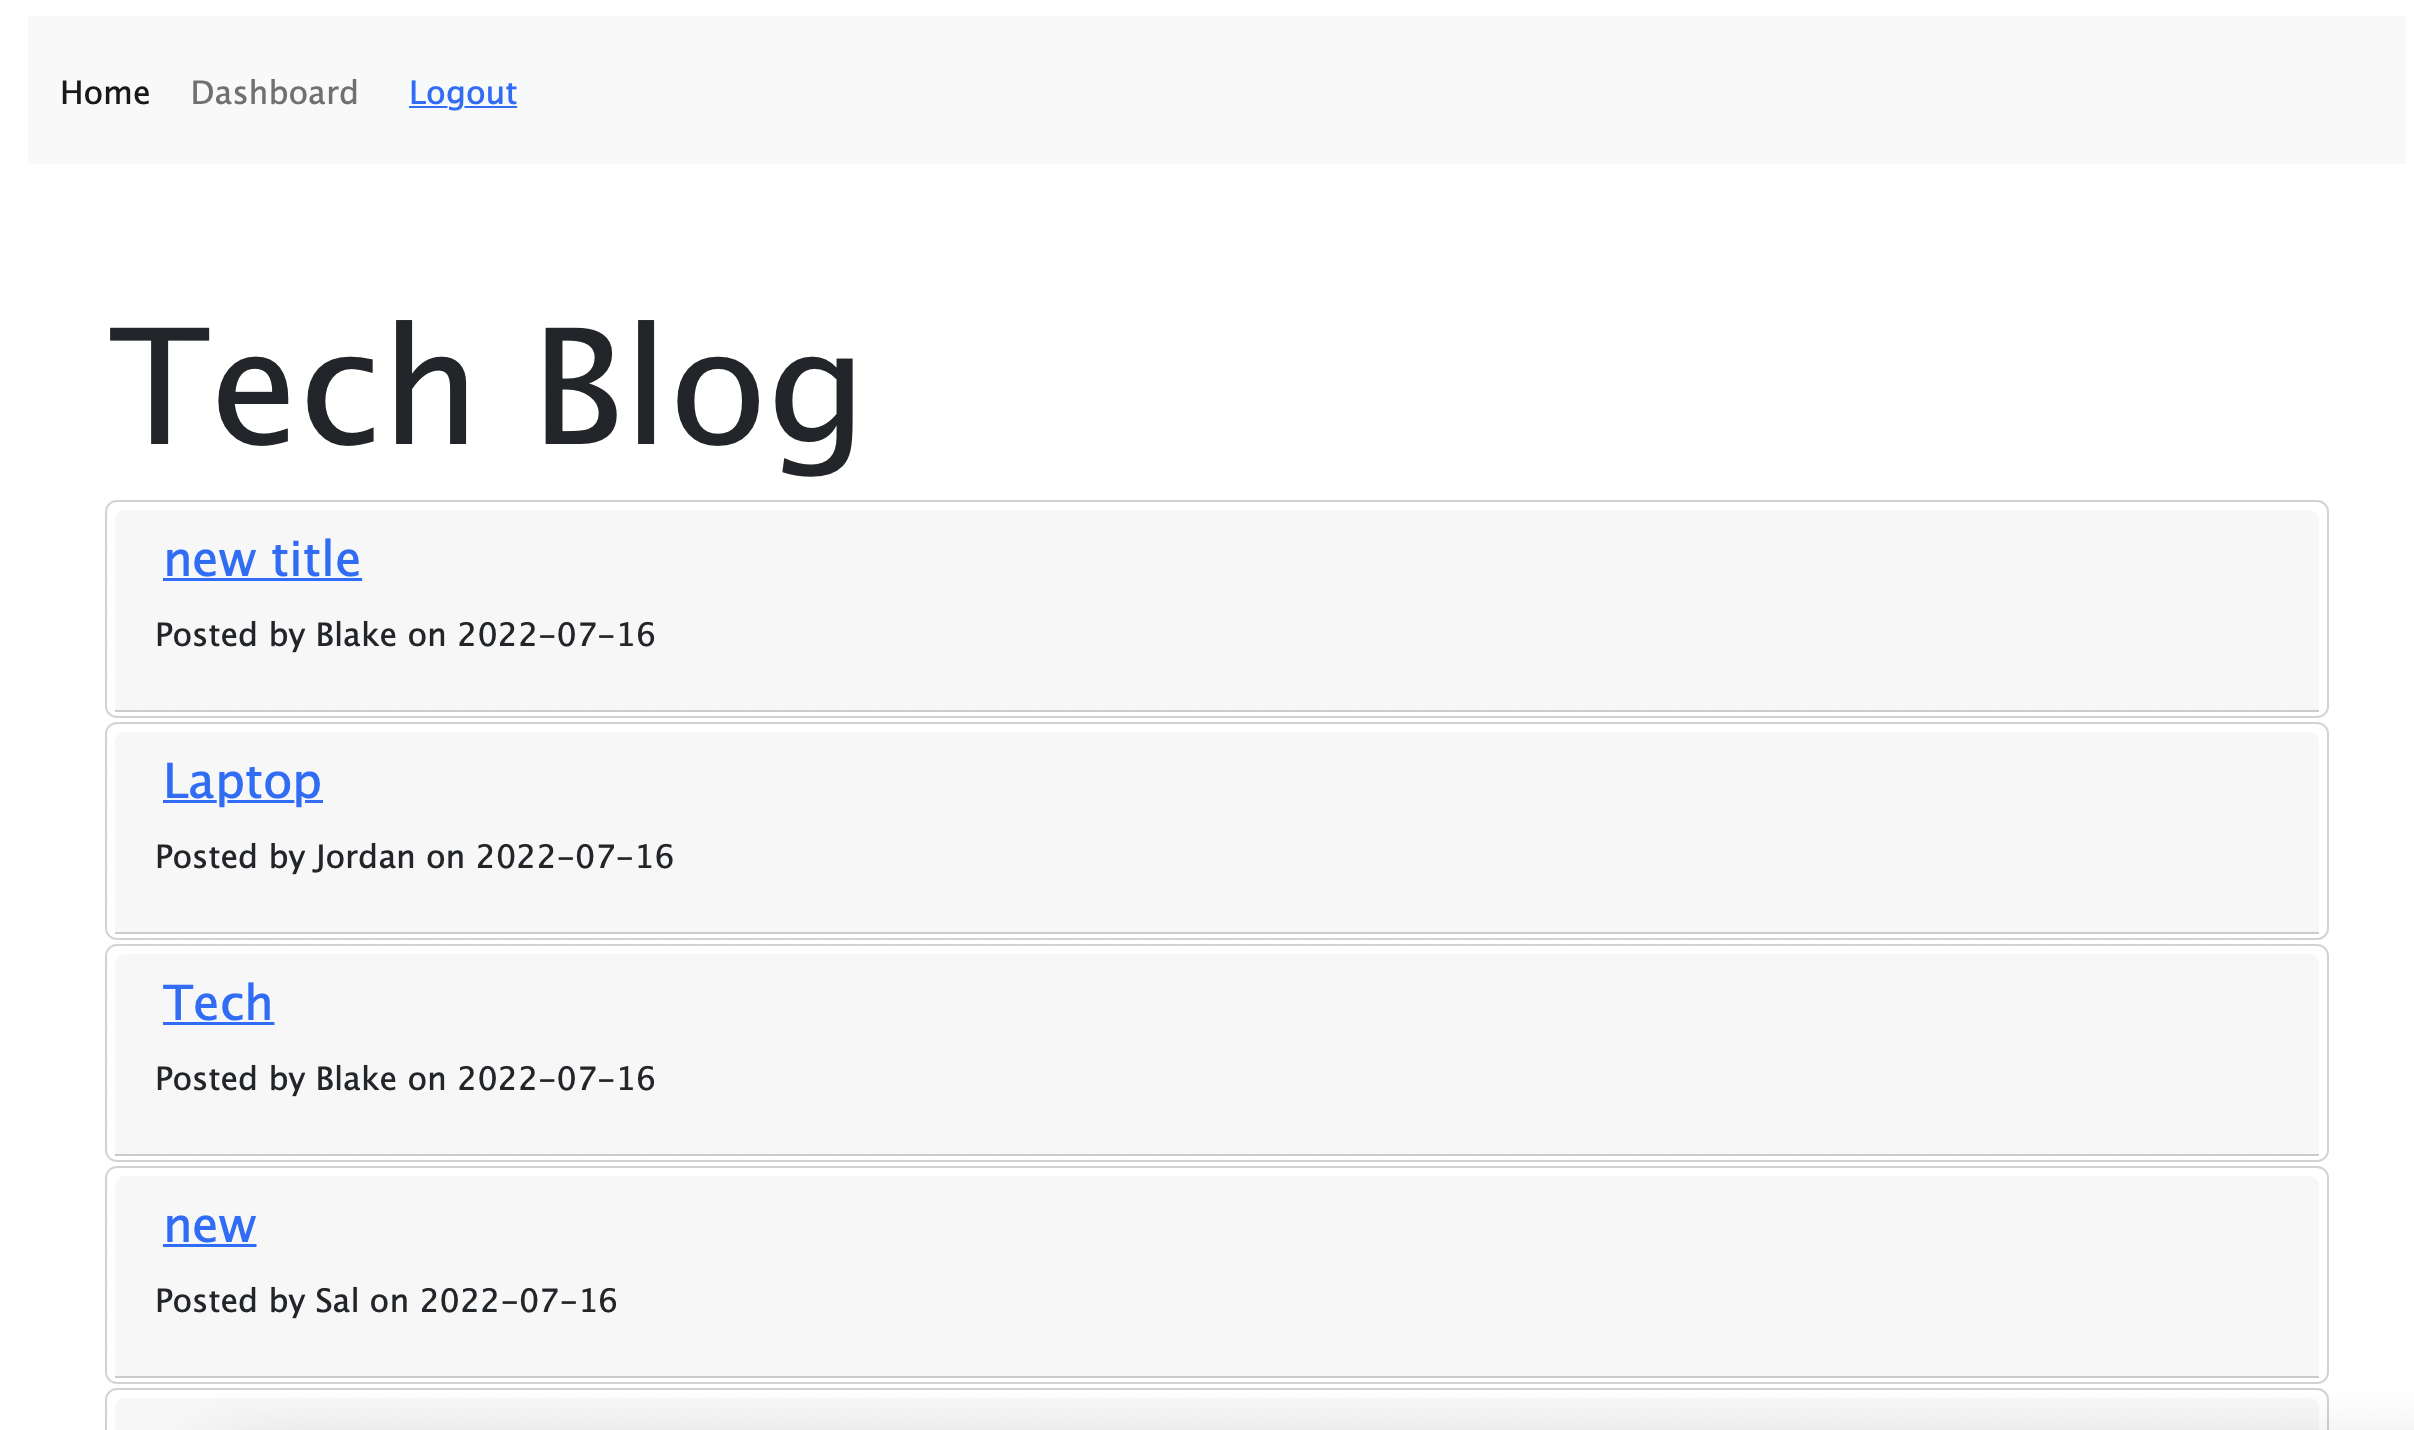 Home Dashboard Logout
Tech Blog
new title
Posted by Blake on 2022-07-16
Laptop
Posted by Jordan on 2022-07-16
Tech
Posted by Blake on 2022-07-16
new
Posted by Sal on 2022-07-16